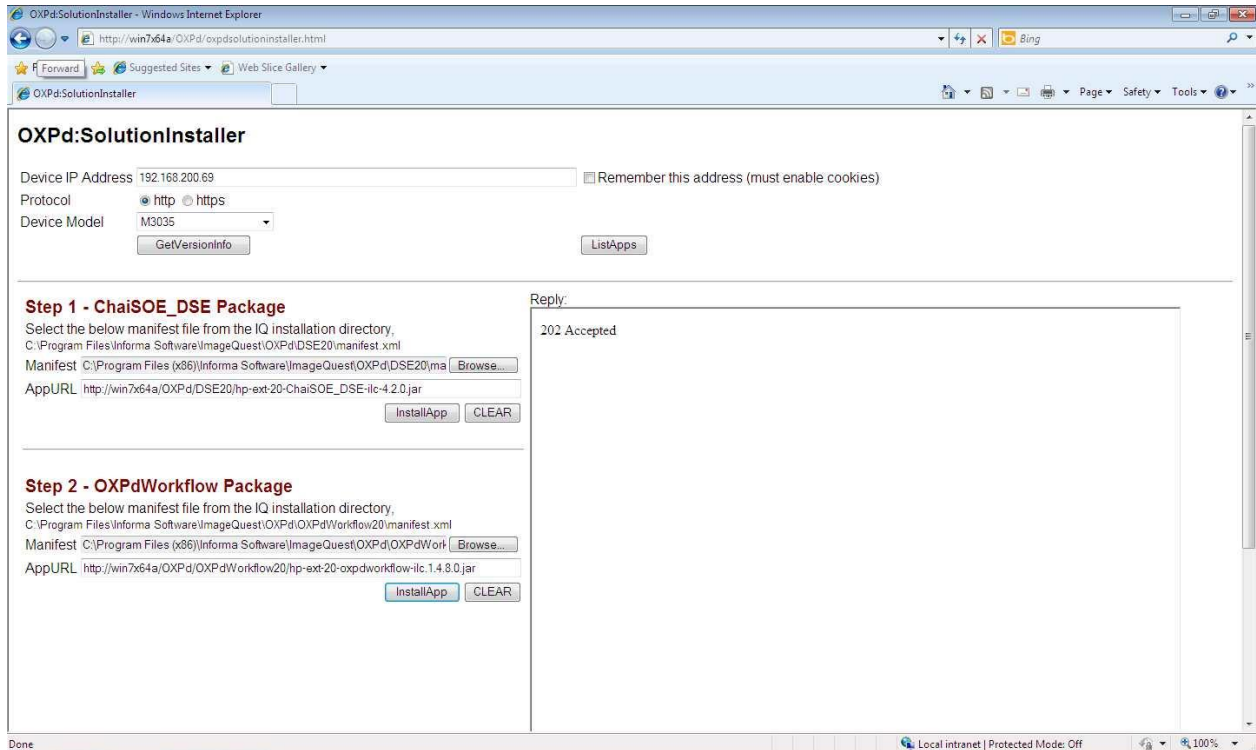 OXPd:SolutionInstaller - Windows Internet Explorer
http://win7x64a/OXPd/oxpdsolutioninstaller.html
Bing
Forward
Suggested Sites
Web Slice Gallery
OXPd:SolutionInstaller
Page
Safety
Tools
OXPd:SolutionInstaller
Device IP Address 192.168.200.69
Remember this address (must enable cookies)
Protocol http https
Device Model M3035
GetVersionInfo
ListApps
Step 1 - ChaiSOE_DSE Package
Select the below manifest file from the IQ installation directory,
C:\Program Files\Informa Software\ImageQuest\OXPd\DSE20\manifest.xml
Manifest C:\Program Files (x86)\Informa Software\ImageQuest\OXPd\DSE20\ma Browse...
AppURL http://win7x64a/OXPd/DSE20/hp-ext-20-ChaiSOE_DSE-ilc-4.2.0.jar
InstallApp CLEAR
Step 2 - OXPdWorkflow Package
Select the below manifest file from the IQ installation directory,
C:\Program Files\Informa Software\ImageQuest\OXPd\OXPdWorkflow20\manifest.xml
Manifest C:\Program Files (x86)\Informa Software\ImageQuest\OXPd\OXPdWork Browse...
AppURL http://win7x64a/OXPd/OXPdWorkflow20/hp-ext-20-oxpdworkflow-ilc.1.4.8.0.jar
InstallApp CLEAR
Reply:
202 Accepted
Done
Local intranet | Protected Mode: Off
100%